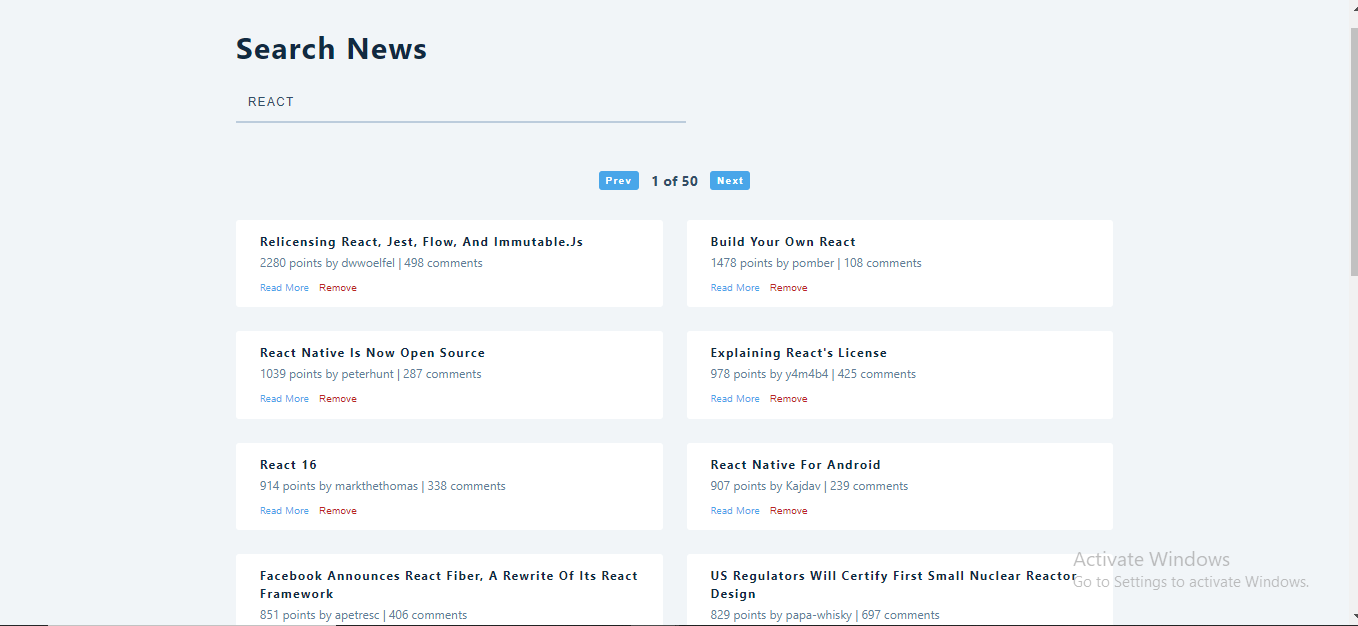 Search News
REACT
Prev 1 of 50 Next
Relicensing React, Jest, Flow, And Immutable.Js
2280 points by dwwoelfel | 498 comments
Read More Remove
Build Your Own React
1478 points by pomber | 108 comments
Read More Remove
React Native Is Now Open Source
1039 points by peterhunt | 287 comments
Read More Remove
Explaining React's License
978 points by y4m4b4 | 425 comments
Read More Remove
React 16
914 points by markthethomas | 338 comments
Read More Remove
React Native For Android
907 points by Kajdav | 239 comments
Read More Remove
Facebook Announces React Fiber, A Rewrite Of Its React
Framework
851 points by apetresc | 406 comments
US Regulators Will Certify First Small Nuclear Reactor
Design
829 points by papa-whisky | 697 comments
Activate Windows
Go to Settings to activate Windows.